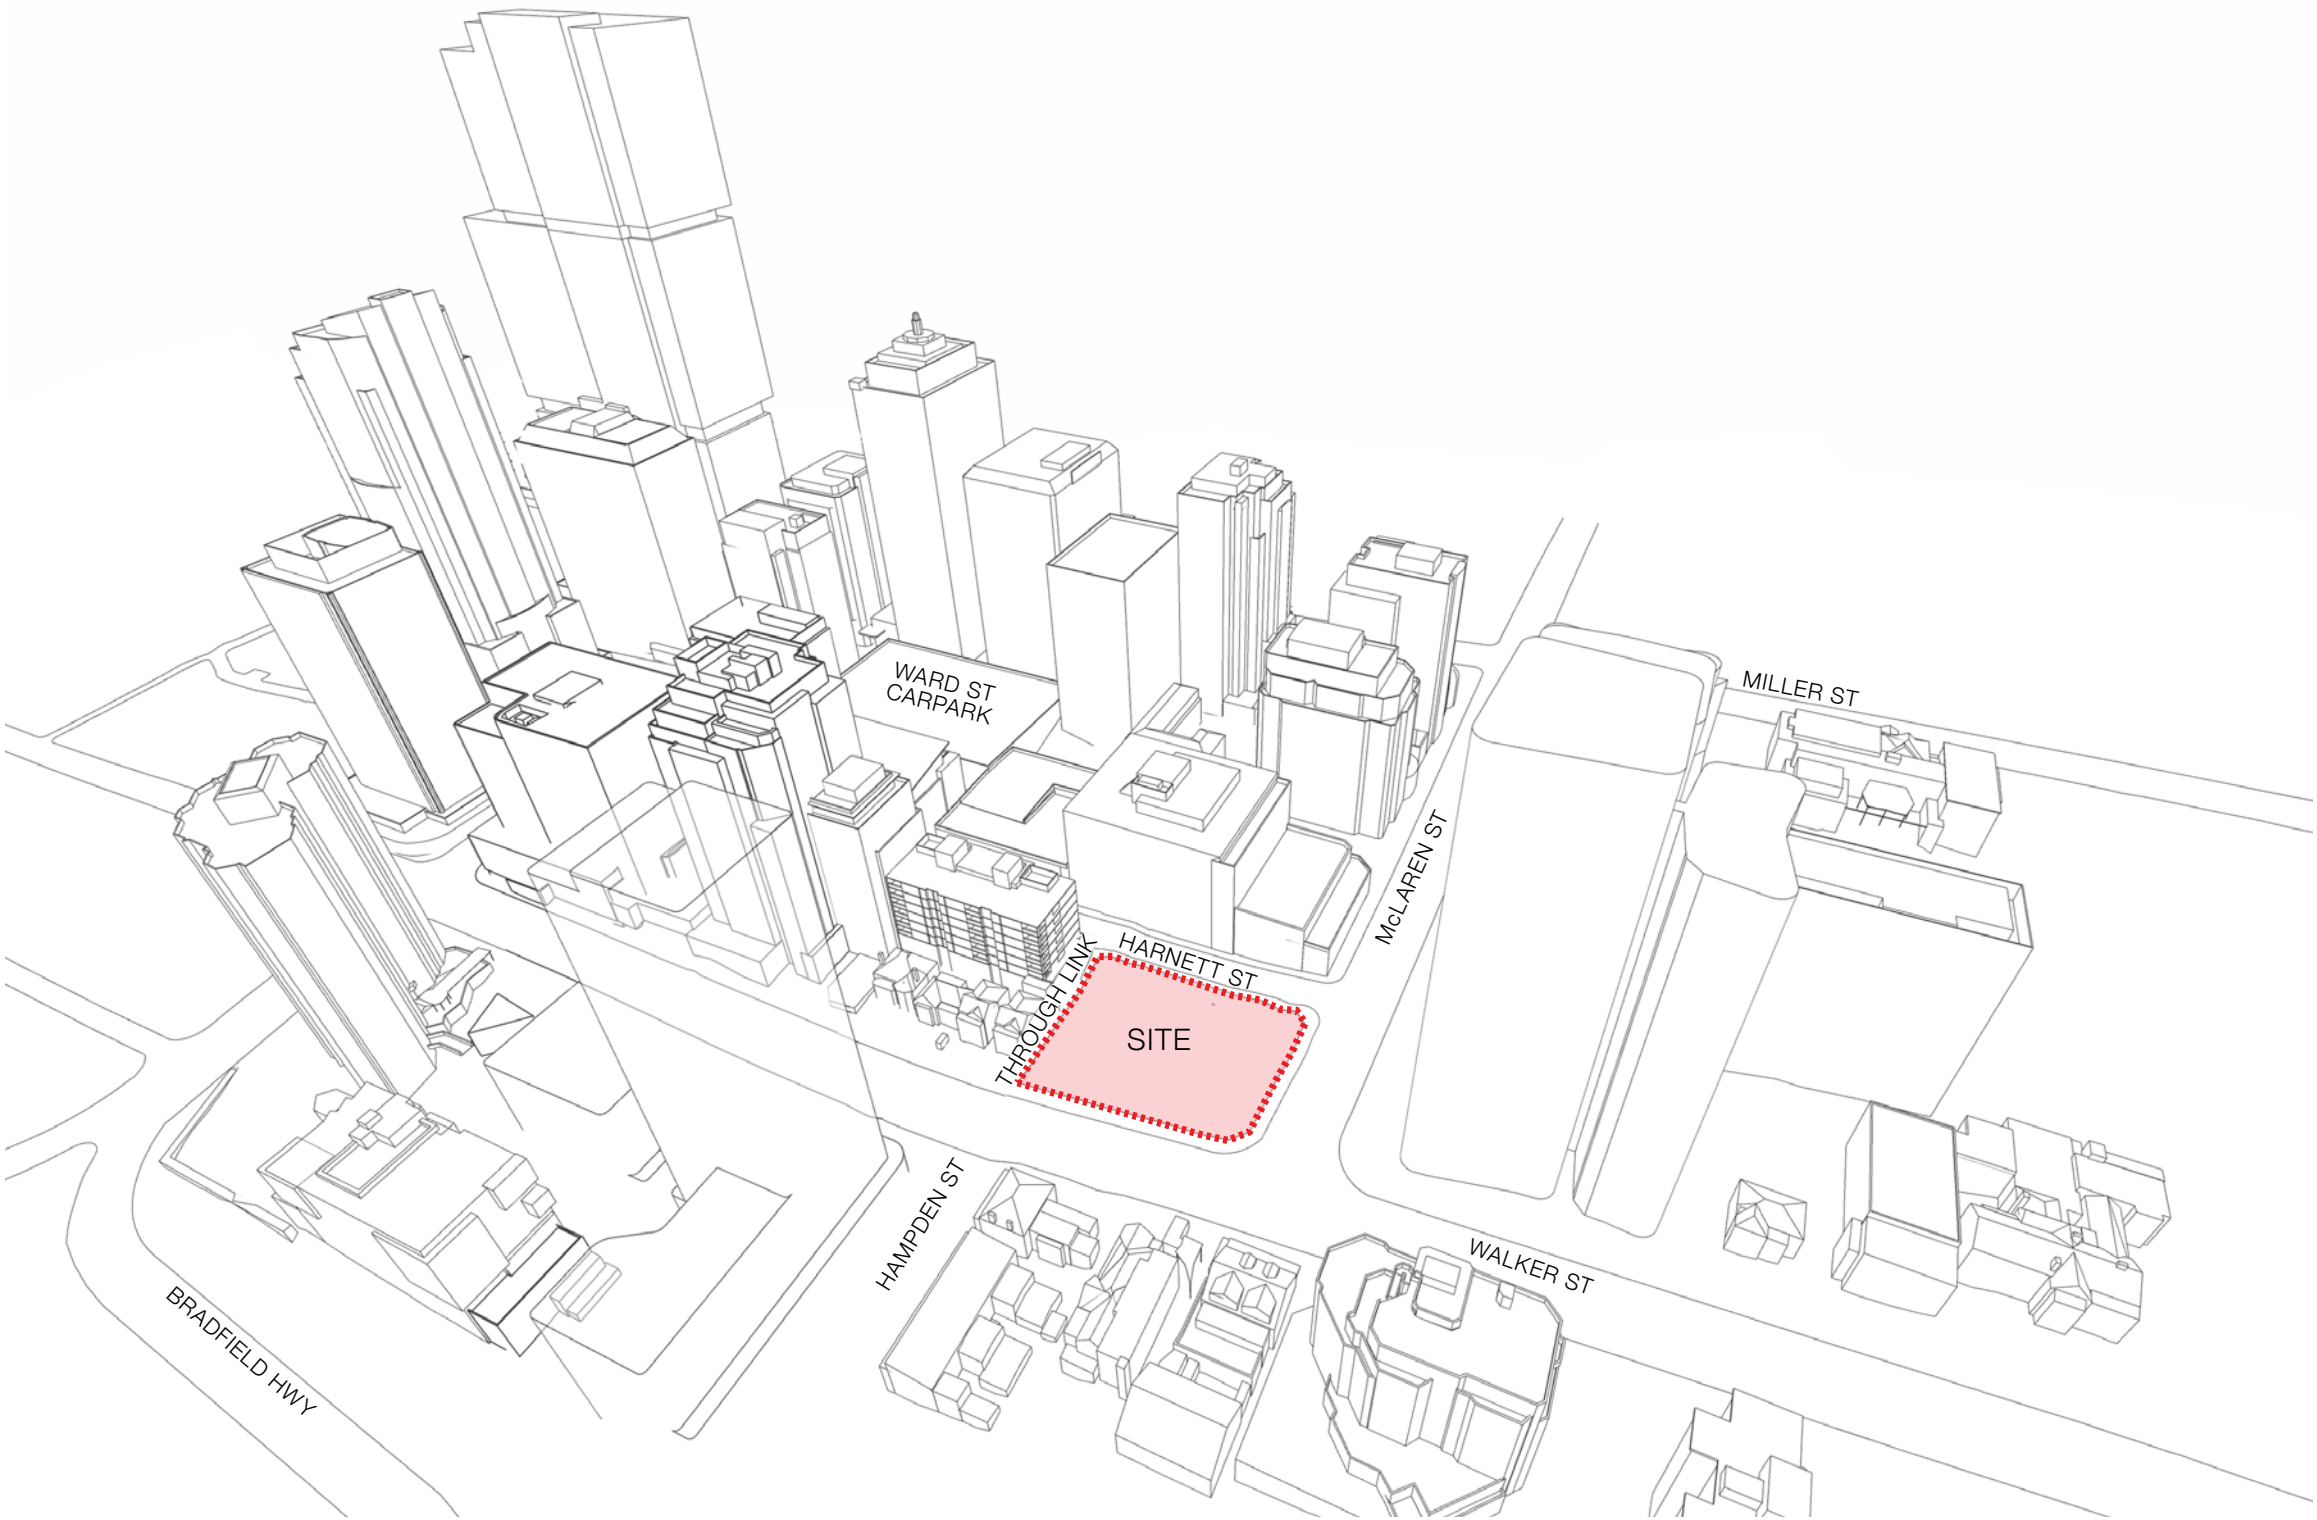 WARD ST
CARPARK
MILLER ST
McLAREN ST
HARNETT ST
THROUGH LINK
SITE
HAMPDEN ST
WALKER ST
BRADFIELD HWY